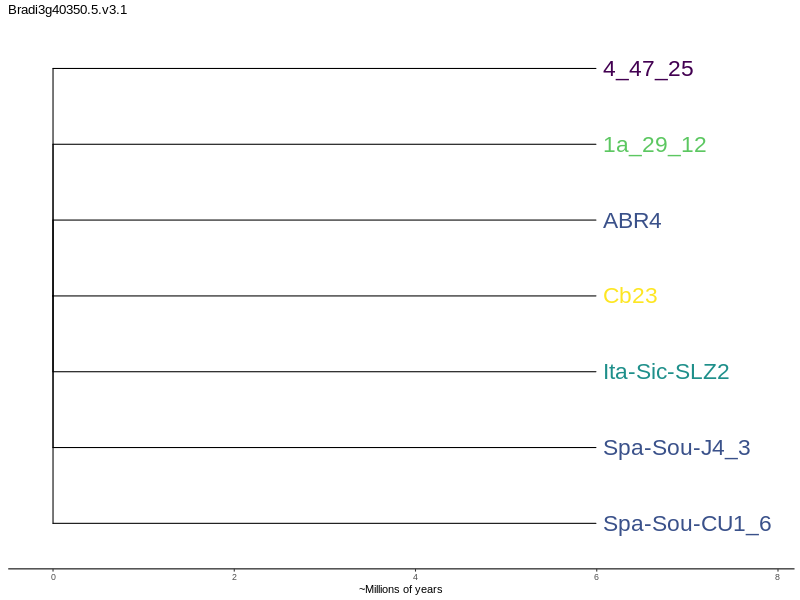 Bradi3g40350.5.v3.1
4_47_25
1a_29_12
ABR4
Cb23
Ita-Sic-SLZ2
Spa-Sou-J4_3
Spa-Sou-CU1_6
0 2 4 6 8
~Millions of years